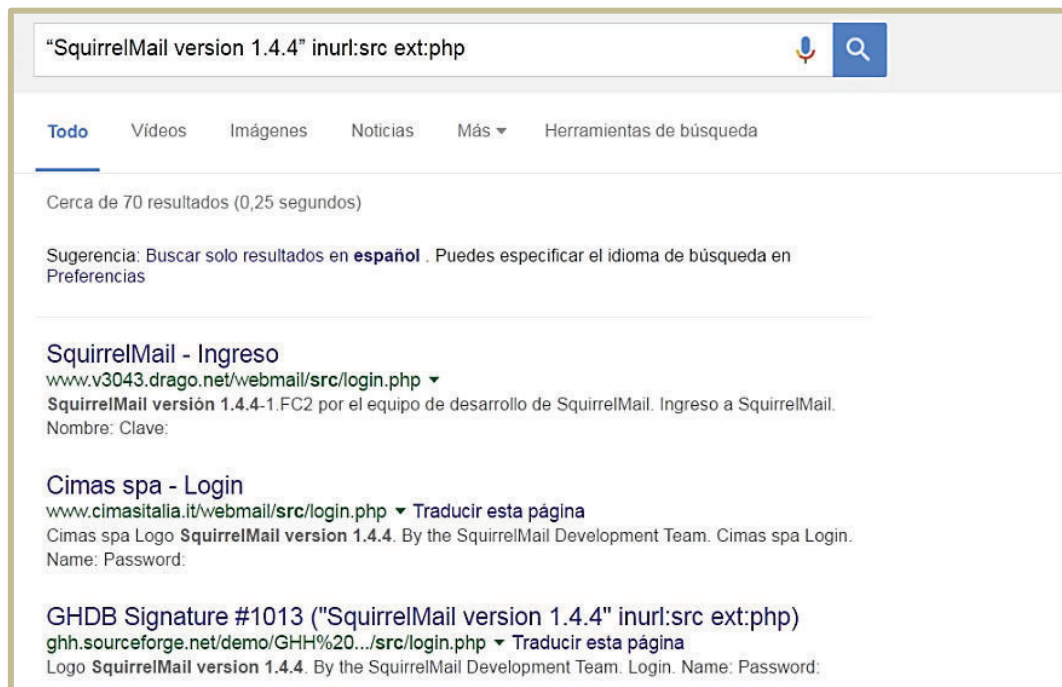 “SquirrelMail version 1.4.4” inurl:src ext:php
Todo Vídeos Imágenes Noticias Más Herramientas de búsqueda
Cerca de 70 resultados (0,25 segundos)
Sugerencia: Buscar solo resultados en español . Puedes especificar el idioma de búsqueda en
Preferencias
SquirrelMail - Ingreso
www.v3043.drago.net/webmail/src/login.php
SquirrelMail versión 1.4.4-1.FC2 por el equipo de desarrollo de SquirrelMail. Ingreso a SquirrelMail.
Nombre: Clave:
Cimas spa - Login
www.cimasitalia.it/webmail/src/login.php Traducir esta página
Cimas spa Logo SquirrelMail version 1.4.4. By the SquirrelMail Development Team. Cimas spa Login.
Name: Password:
GHDB Signature #1013 ("SquirrelMail version 1.4.4" inurl:src ext:php)
ghh.sourceforge.net/demo/GHH%20.../src/login.php Traducir esta página
Logo SquirrelMail version 1.4.4. By the SquirrelMail Development Team. Login. Name: Password: